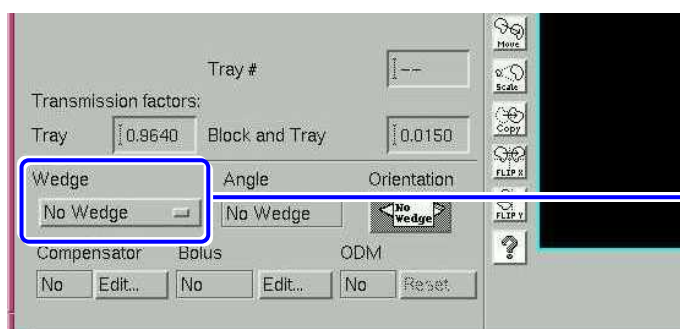 Tray # --
Transmission factors:
Tray 0.9640 Block and Tray 0.0150
Wedge Angle Orientation
No Wedge No Wedge No Wedge
Compensator Bolus ODM
No Edit... No Edit... No Reset
Move
Scale
Copy
FLIP X
FLIP Y
?